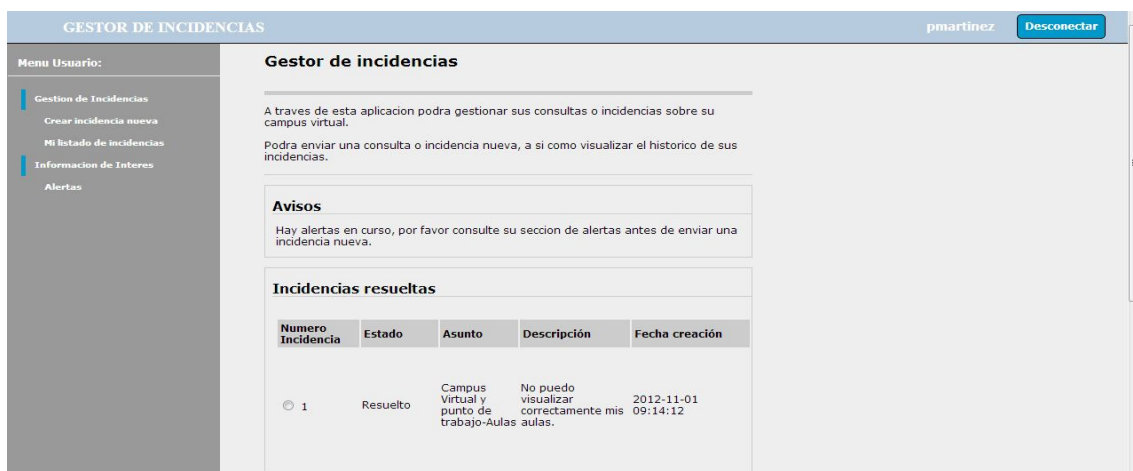 GESTOR DE INCIDENCIAS
pmartinez
Desconectar
Menu Usuario:
Gestion de Incidencias
Crear incidencia nueva
Mi listado de incidencias
Informacion de Interes
Alertas
Gestor de incidencias
A traves de esta aplicacion podra gestionar sus consultas o incidencias sobre su
campus virtual.
Podra enviar una consulta o incidencia nueva, a si como visualizar el historico de sus
incidencias.
Avisos
Hay alertas en curso, por favor consulte su seccion de alertas antes de enviar una
incidencia nueva.
Incidencias resueltas
Numero
Incidencia
Estado
Asunto
Descripción
Fecha creación
1
Resuelto
Campus
Virtual y
punto de
trabajo-Aulas
No puedo
visualizar
correctamente mis
aulas.
2012-11-01
09:14:12